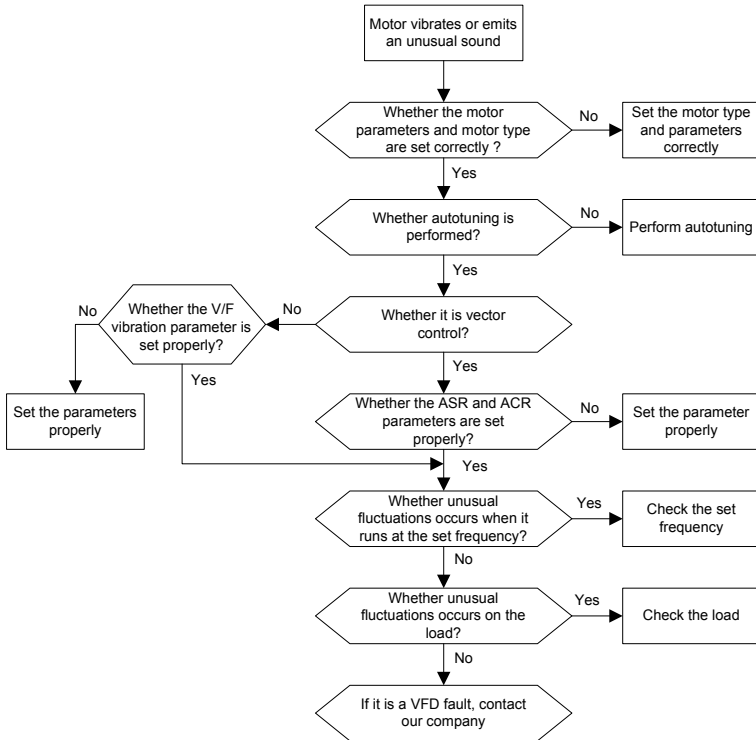 Motor vibrates or emits
an unusual sound
Whether the motor
parameters and motor type
are set correctly ?
No
Set the motor type
and parameters
correctly
Yes
Whether autotuning is
performed?
No
Perform autotuning
Yes
Whether it is vector
control?
No
Whether the V/F
vibration parameter is
set properly?
No
Set the parameters
properly
Yes
Yes
Whether the ASR and ACR
parameters are set
properly?
No
Set the parameter
properly
Yes
Whether unusual
fluctuations occurs when it
runs at the set frequency?
Yes
Check the set
frequency
No
Whether unusual
fluctuations occurs on the
load?
Yes
Check the load
No
If it is a VFD fault, contact
our company